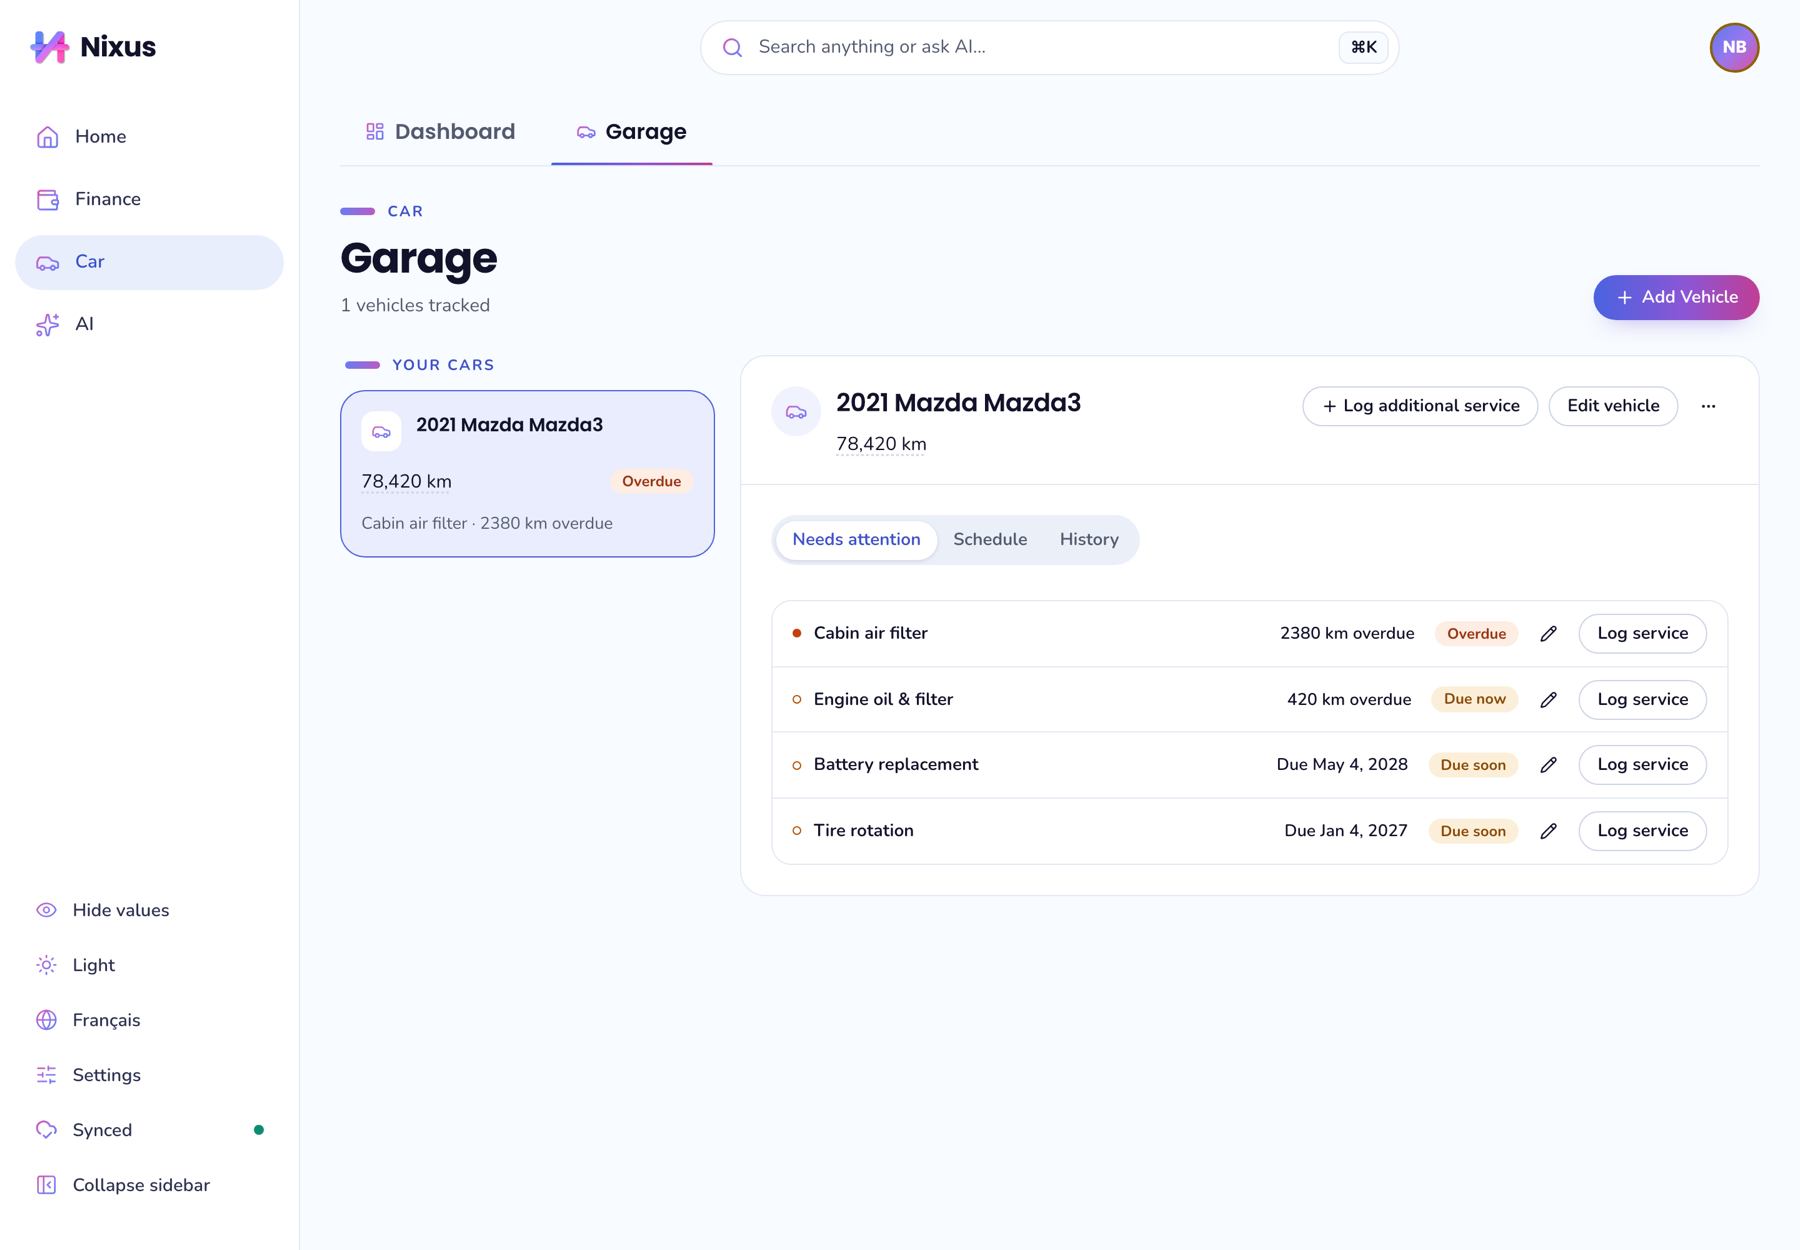 Nixus
Search anything or ask AI...
⌘K
NB
Home
Finance
Car
AI
Dashboard
Garage
CAR
Garage
1 vehicles tracked
Add Vehicle
YOUR CARS
2021 Mazda Mazda3
78,420 km
Overdue
Cabin air filter · 2380 km overdue
2021 Mazda Mazda3
78,420 km
Log additional service
Edit vehicle
Needs attention
Schedule
History
Cabin air filter 2380 km overdue Overdue Log service
Engine oil & filter 420 km overdue Due now Log service
Battery replacement Due May 4, 2028 Due soon Log service
Tire rotation Due Jan 4, 2027 Due soon Log service
Hide values
Light
Français
Settings
Synced
Collapse sidebar